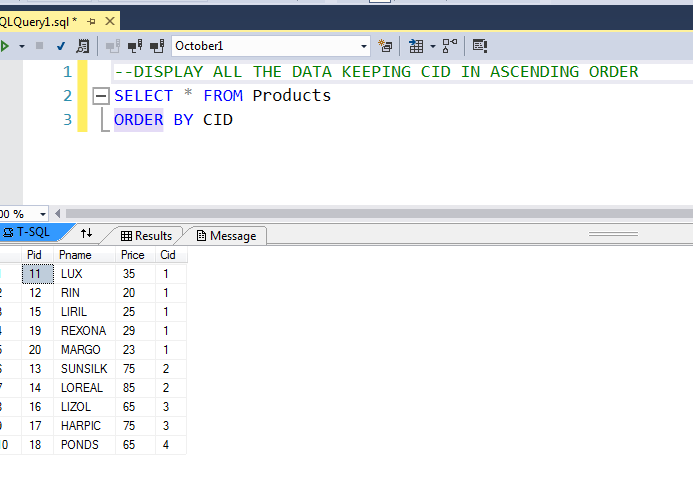 QLQuery1.sql *
October1
1 --DISPLAY ALL THE DATA KEEPING CID IN ASCENDING ORDER
2 SELECT * FROM Products
3 ORDER BY CID
00 %
T-SQL Results Message
Pid Pname Price Cid
11 LUX 35 1
2 12 RIN 20 1
3 15 LIRIL 25 1
4 19 REXONA 29 1
5 20 MARGO 23 1
6 13 SUNSILK 75 2
7 14 LOREAL 85 2
8 16 LIZOL 65 3
9 17 HARPIC 75 3
10 18 PONDS 65 4